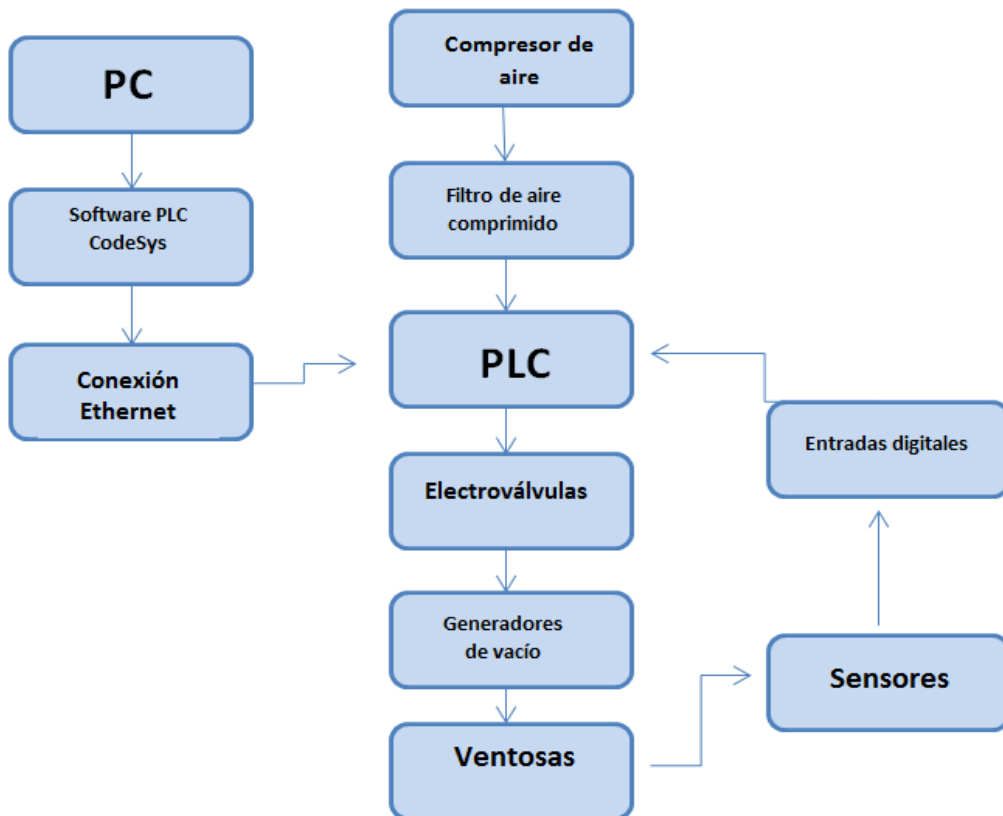 PC
Software PLC
CodeSys
Conexión
Ethernet
Compresor de
aire
Filtro de aire
comprimido
PLC
Electroválvulas
Generadores
de vacío
Ventosas
Sensores
Entradas digitales